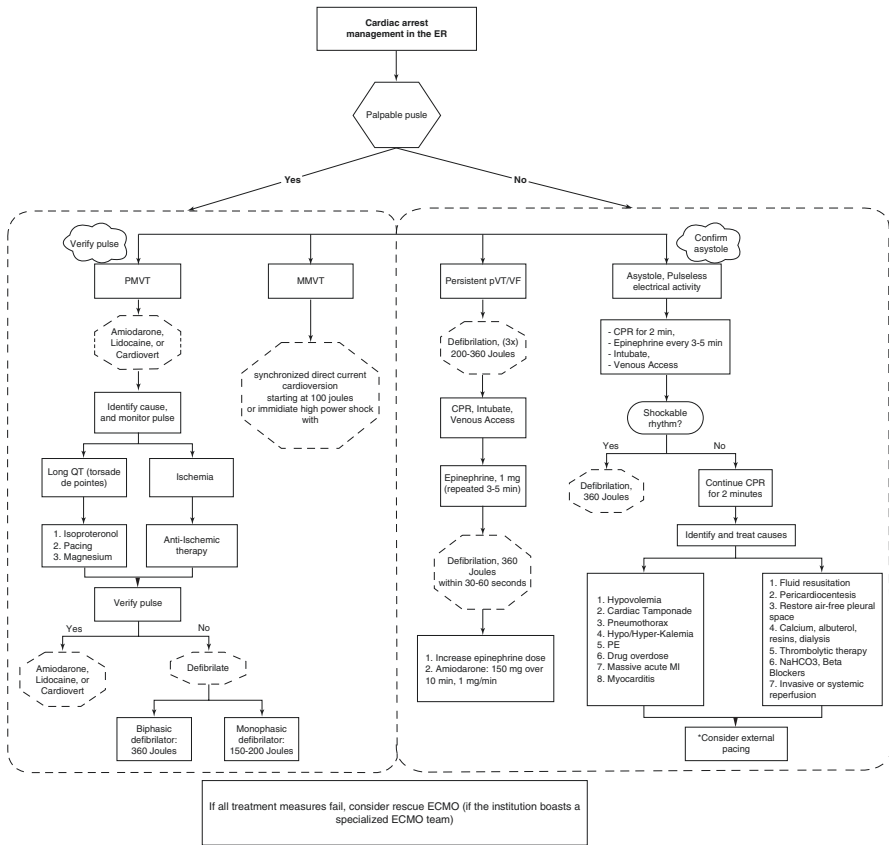 Cardiac arrest
management in the ER
Palpable pusle
Yes
No
Verify pulse
Confirm
asystole
PMVT
MMVT
Persistent pVT/VF
Asystole, Pulseless
electrical activity
Amiodarone,
Lidocaine, or
Cardiovert
synchronized direct current
cardioversion
starting at 100 joules
or immidiate high power shock
with
Defibrilation, (3x)
200-360 Joules
- CPR for 2 min,
- Epinephrine every 3-5 min
- Intubate,
- Venous Access
Identify cause,
and monitor pulse
CPR, Intubate,
Venous Access
Shockable
rhythm?
Yes
No
Long QT (torsade
de pointes)
Ischemia
Epinephrine, 1 mg
(repeated 3-5 min)
Defibrilation,
360 Joules
Continue CPR
for 2 minutes
1. Isoproteronol
2. Pacing
3. Magnesium
Anti-Ischemic
therapy
Defibrilation, 360
Joules
within 30-60 seconds
Identify and treat causes
Verify pulse
Yes
No
1. Hypovolemia
2. Cardiac Tamponade
3. Pneumothorax
4. Hypo/Hyper-Kalemia
5. PE
6. Drug overdose
7. Massive acute MI
8. Myocarditis
1. Fluid resusitation
2. Pericardiocentesis
3. Restore air-free pleural
space
4. Calcium, albuterol,
resins, dialysis
5. Thrombolytic therapy
6. NaHCO3, Beta
Blockers
7. Invasive or systemic
reperfusion
Amiodarone,
Lidocaine, or
Cardiovert
Defibrilate
1. Increase epinephrine dose
2. Amiodarone: 150 mg over
10 min, 1 mg/min
Biphasic
defibrilator:
360 Joules
Monophasic
defibrilator:
150-200 Joules
*Consider external
pacing
If all treatment measures fail, consider rescue ECMO (if the institution boasts a
specialized ECMO team)